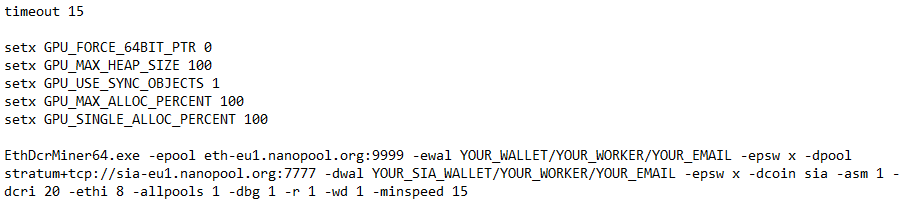 timeout 15
setx GPU_FORCE_64BIT_PTR 0
setx GPU_MAX_HEAP_SIZE 100
setx GPU_USE_SYNC_OBJECTS 1
setx GPU_MAX_ALLOC_PERCENT 100
setx GPU_SINGLE_ALLOC_PERCENT 100
EthDcrMiner64.exe -epool eth-eu1.nanopool.org:9999 -ewal YOUR_WALLET/YOUR_WORKER/YOUR_EMAIL -epsw x -dpool
stratum+tcp://sia-eu1.nanopool.org:7777 -dwal YOUR_SIA_WALLET/YOUR_WORKER/YOUR_EMAIL -epsw x -dcoin sia -asm 1 -
dcri 20 -ethi 8 -allpools 1 -dbg 1 -r 1 -wd 1 -minspeed 15